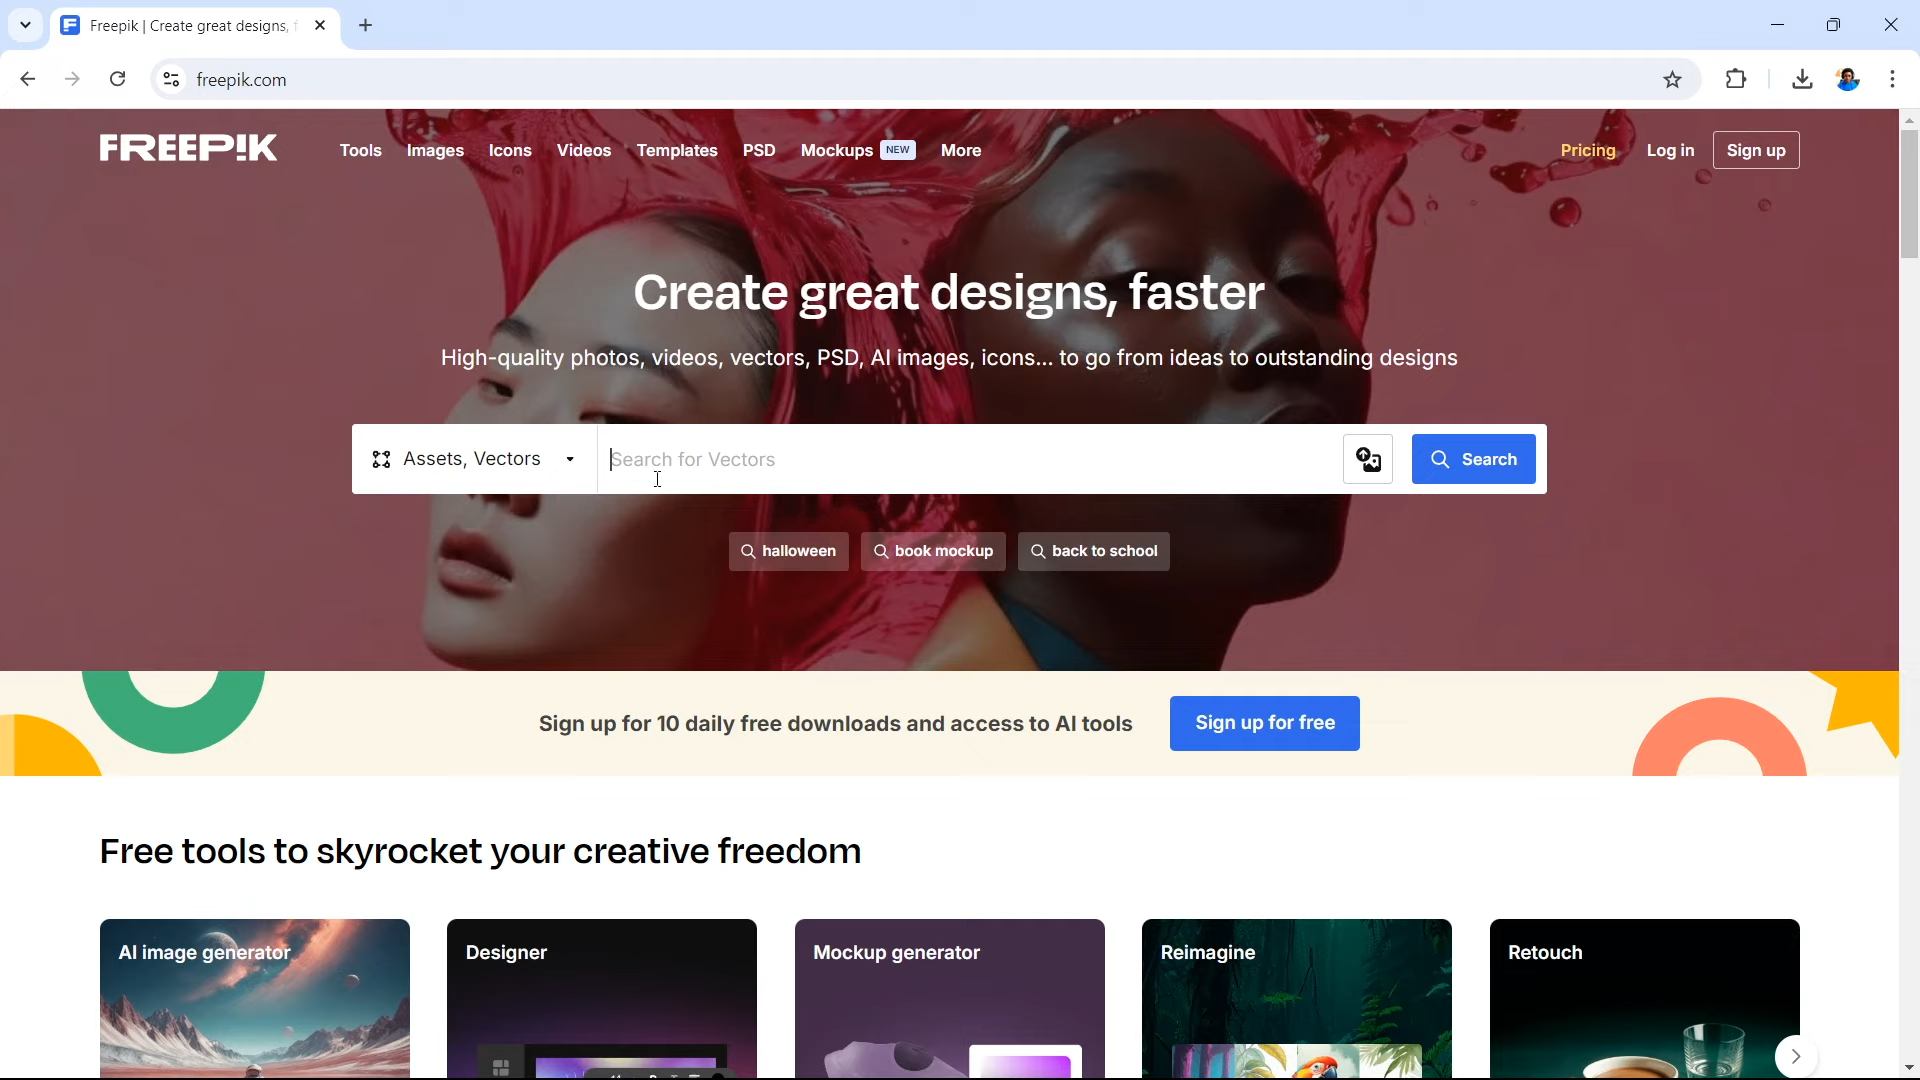 Freepik | Create great designs, f
freepik.com
FREEP!K
Tools Images Icons Videos Templates PSD Mockups NEW More
Pricing Log in Sign up
Create great designs, faster
High-quality photos, videos, vectors, PSD, AI images, icons... to go from ideas to outstanding designs
Assets, Vectors Search for Vectors Search
halloween book mockup back to school
Sign up for 10 daily free downloads and access to AI tools Sign up for free
Free tools to skyrocket your creative freedom
AI image generator Designer Mockup generator Reimagine Retouch